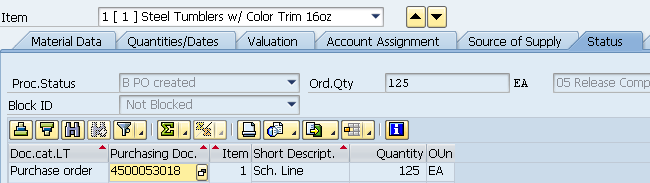 Item 1 [ 1 ] Steel Tumblers w/ Color Trim 16oz
Material Data Quantities/Dates Valuation Account Assignment Source of Supply Status
Proc.Status B PO created Ord.Qty 125 EA 05 Release Comp
Block ID Not Blocked
Doc.cat.LT Purchasing Doc. Item Short Descript. Quantity OUn
Purchase order 4500053018 1 Sch. Line 125 EA